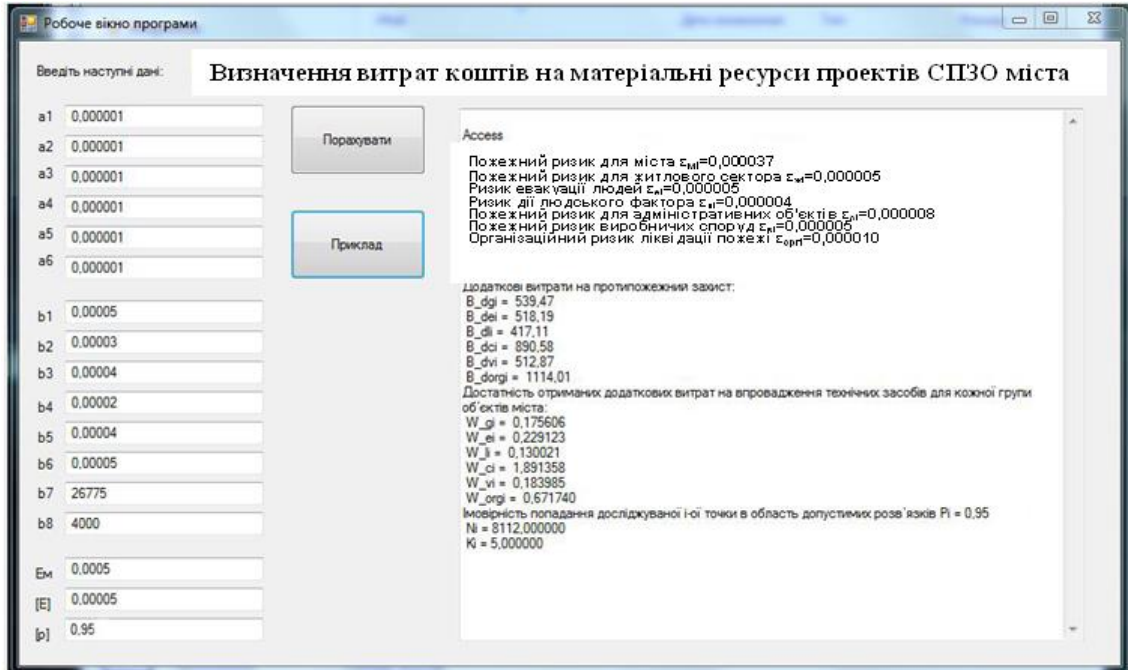 Робоче вікно програми
Введіть наступні дані:
Визначення витрат коштів на матеріальні ресурси проектів СПЗО міста
a1 0,000001
a2 0,000001
a3 0,000001
a4 0,000001
a5 0,000001
a6 0,000001
b1 0,00005
b2 0,00003
b3 0,00004
b4 0,00002
b5 0,00004
b6 0,00005
b7 26775
b8 4000
Ем 0,0005
[E] 0,00005
[p] 0,95
Порахувати
Приклад
Access
Пожежний ризик для міста =0,000037
Пожежний ризик для житлового сектора =0,000005
Ризик евакуації людей =0,000005
Ризик дії людського фактора =0,000004
Пожежний ризик для адміністративних об'єктів =0,000008
Пожежний ризик виробничих споруд =0,000005
Організаційний ризик ліквідації пожежі =0,000010
Додаткові витрати на протипожежний захист:
B_dgi = 539,47
B_dei = 518,19
B_dli = 417,11
B_dci = 890,58
B_dvi = 512,87
B_dorgi = 1114,01
Достатність отриманих додаткових витрат на впровадження технічних засобів для кожної групи
об'єктів міста:
W_gi = 0,175606
W_ei = 0,229123
W_li = 0,130021
W_ci = 1,891358
W_vi = 0,183985
W_orgi = 0,671740
Імовірність попадання досліджуваної і-ої точки в область допустимих розв'язків Pi = 0,95
Ni = 8112,000000
Ki = 5,000000